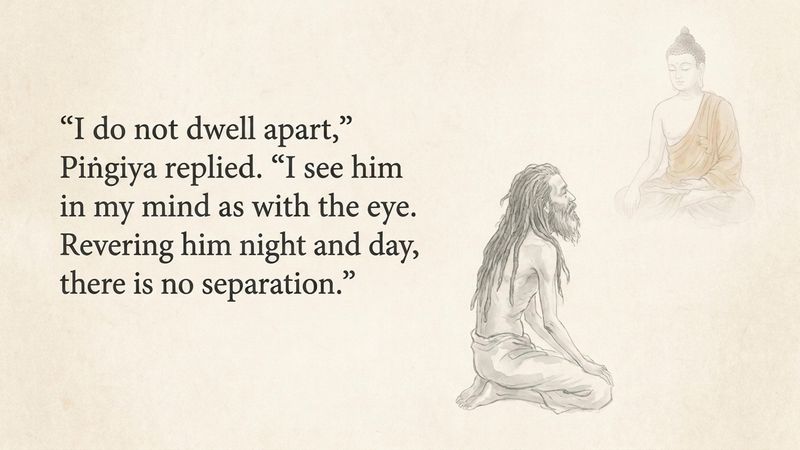 “I do not dwell apart,”
Piṅgiya replied. “I see him
in my mind as with the eye.
Revering him night and day,
there is no separation.”